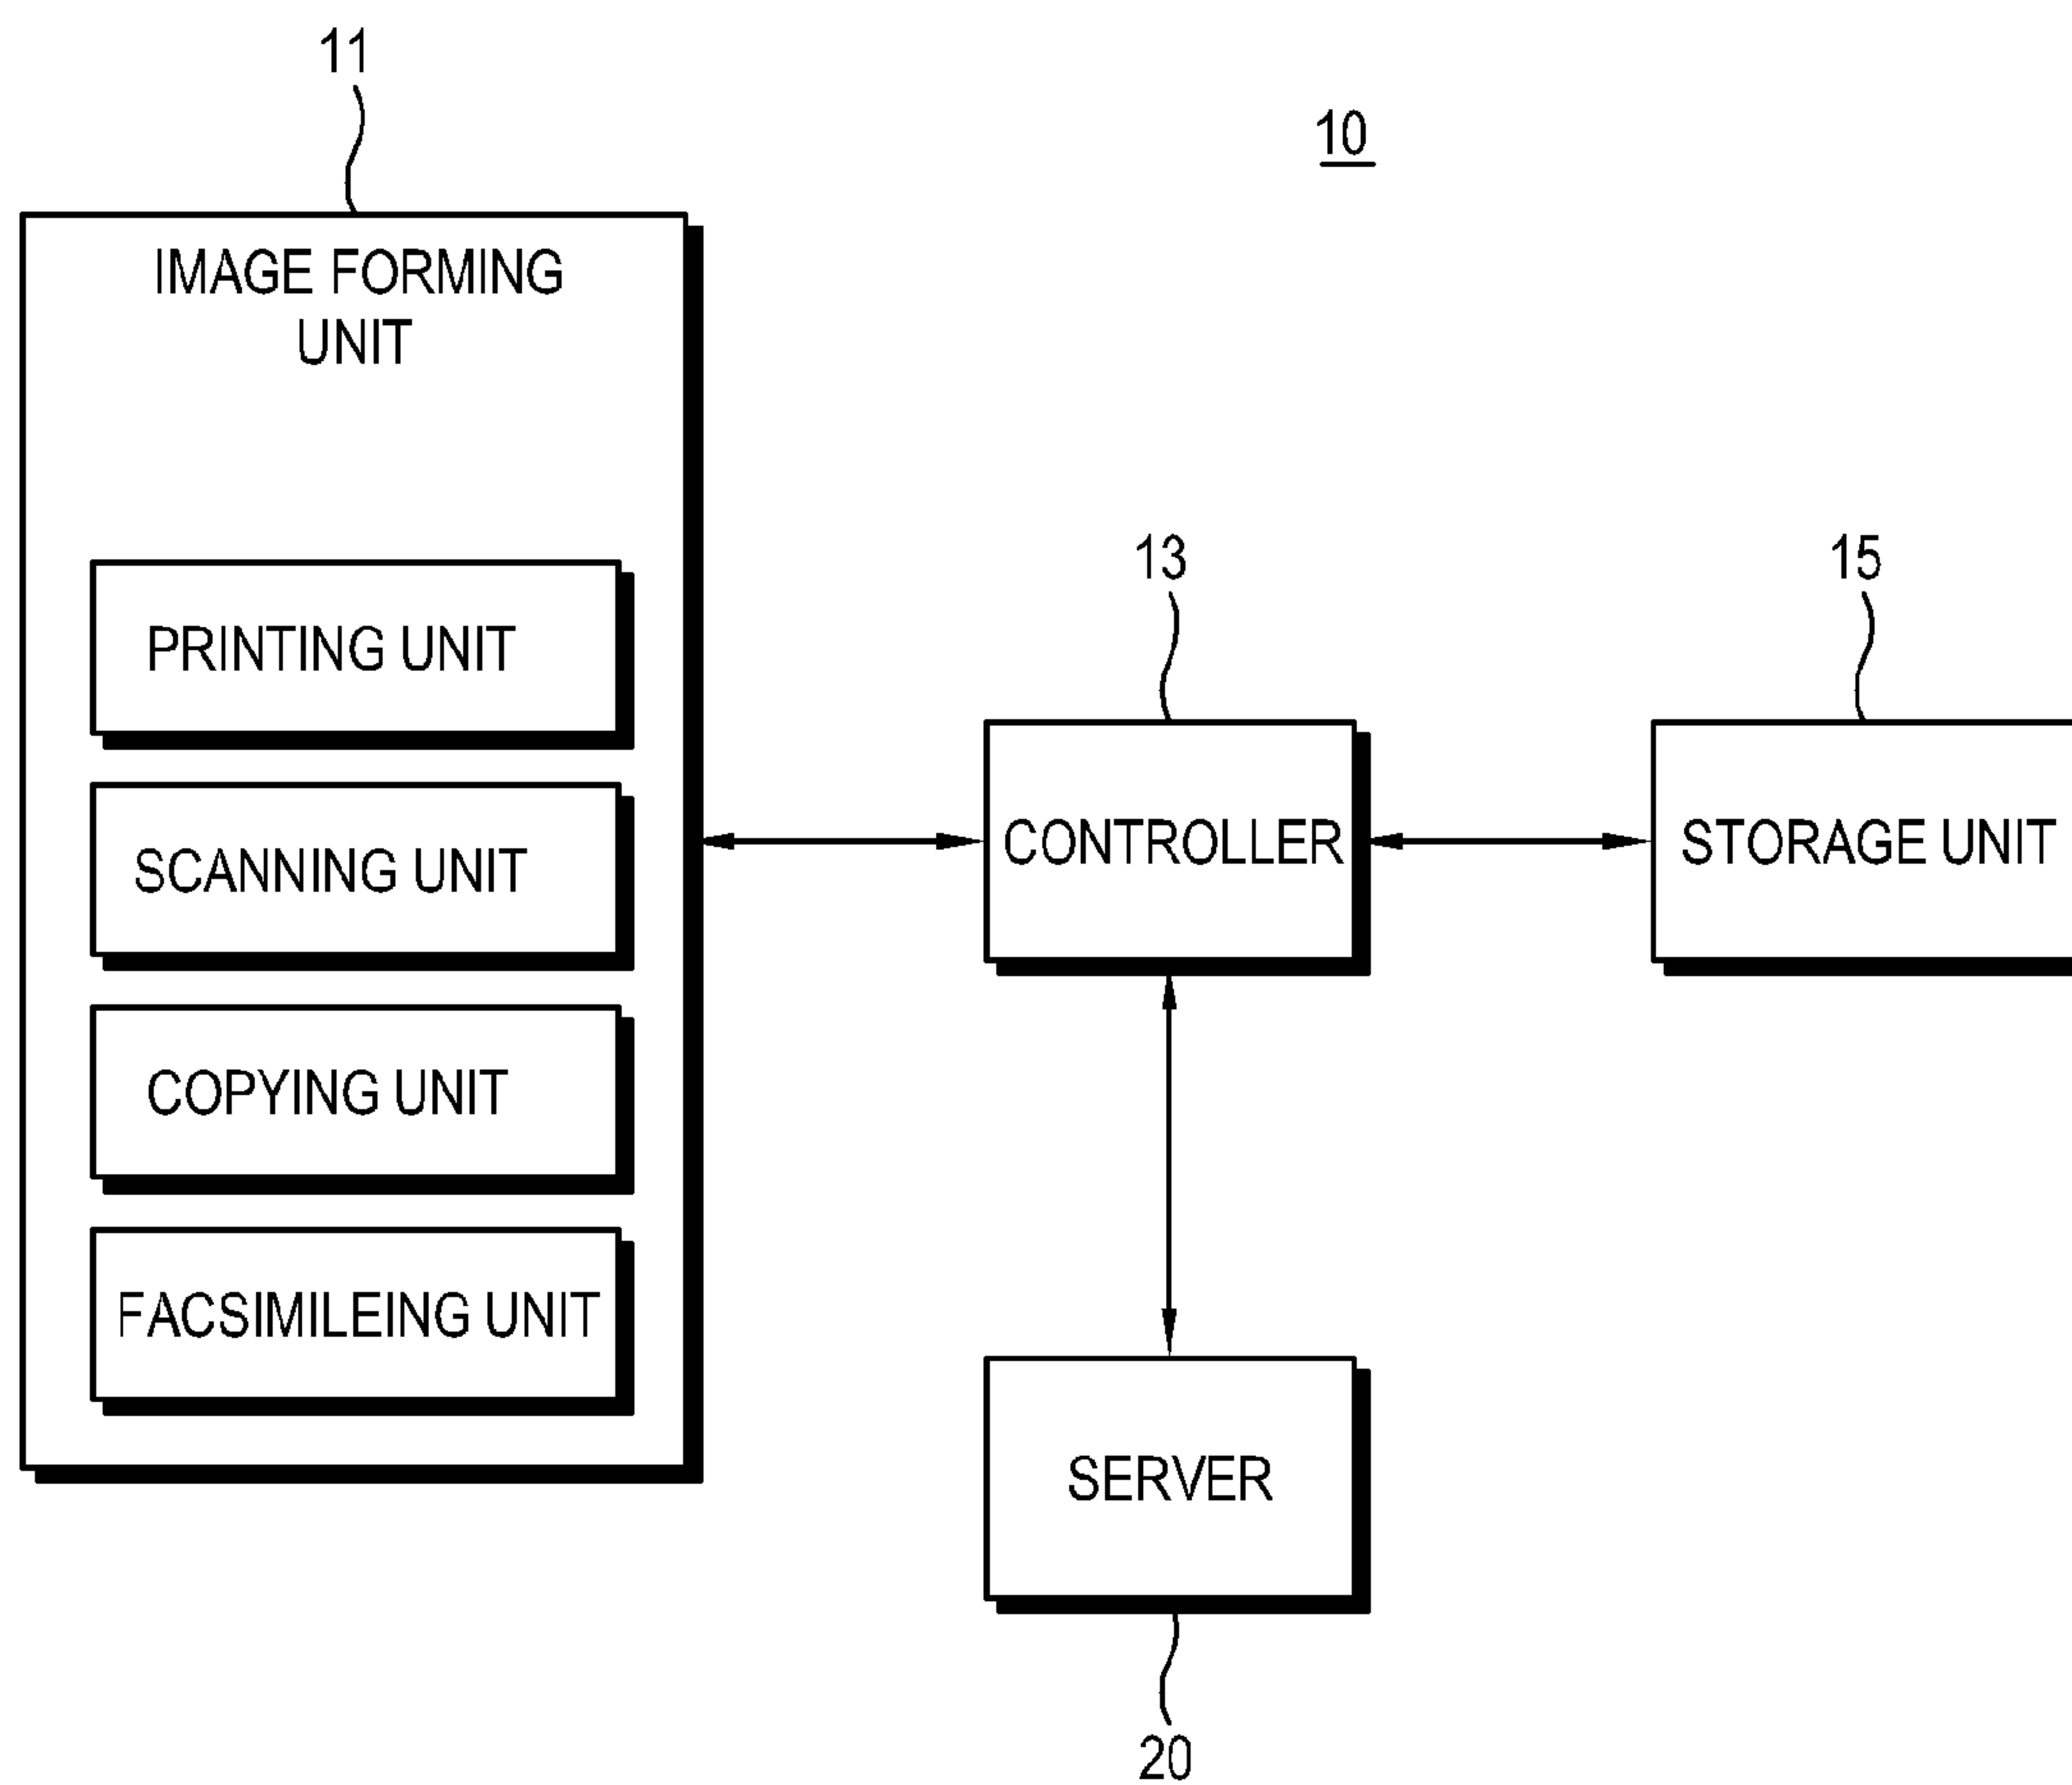 11
10
IMAGE FORMING
UNIT
PRINTING UNIT
SCANNING UNIT
COPYING UNIT
FACSIMILEING UNIT
13
CONTROLLER
15
STORAGE UNIT
SERVER
20